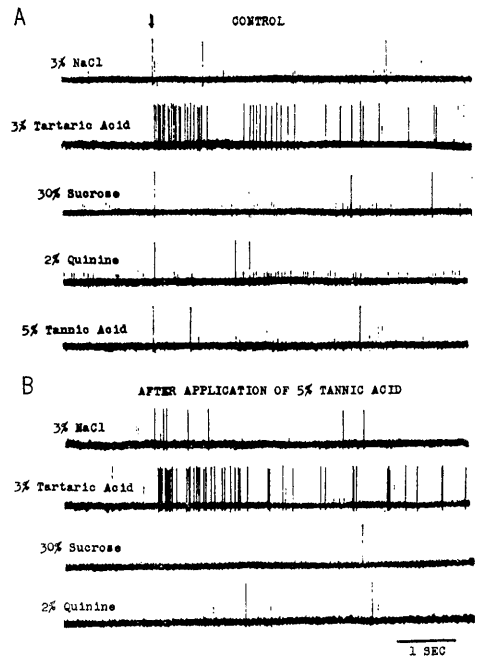 A
CONTROL
3% NaCl
3% Tartaric Acid
30% Sucrose
2% Quinine
5% Tannic Acid
B
AFTER APPLICATION OF 5% TANNIC ACID
3% NaCl
3% Tartaric Acid
30% Sucrose
2% Quinine
1 SEC